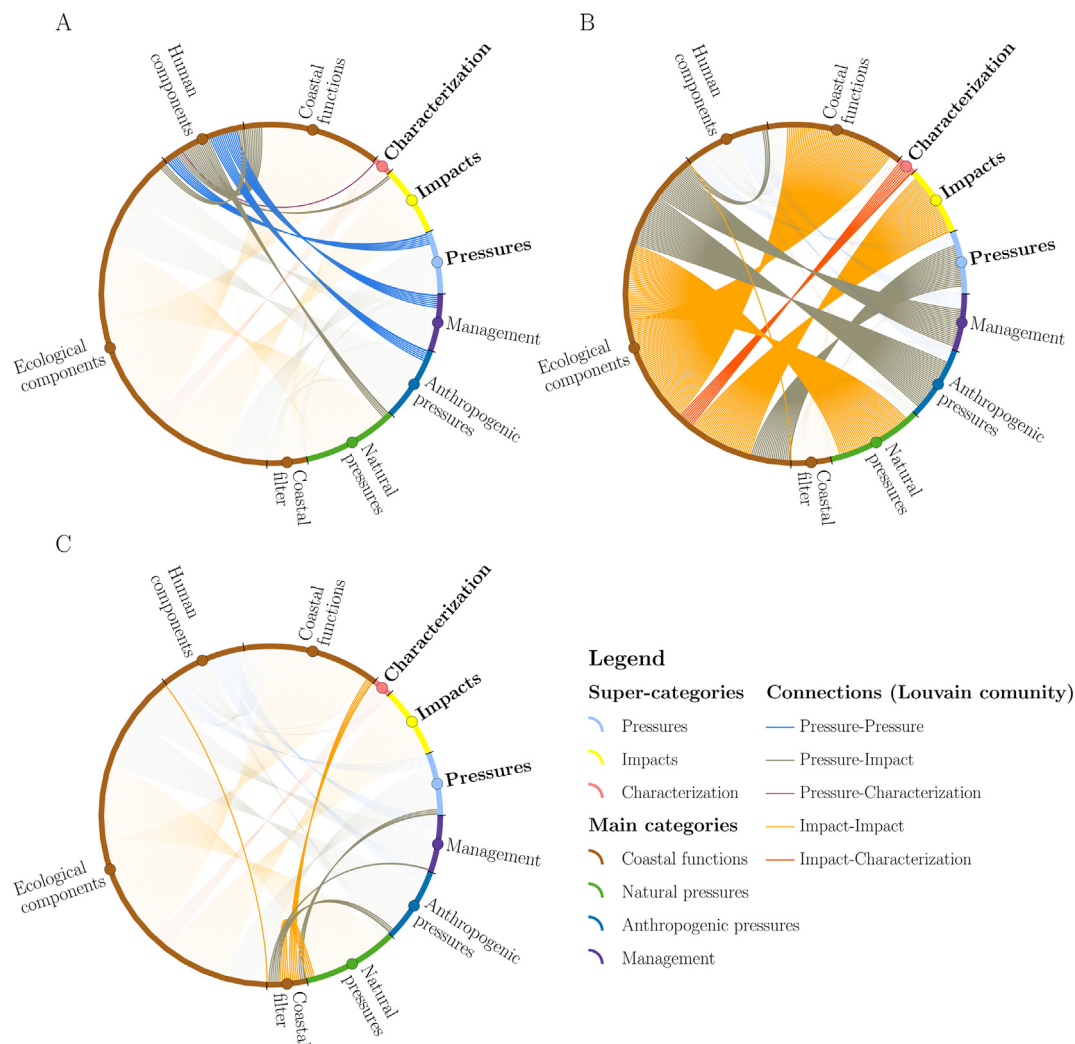 A
Human
components
Coastal
functions
Characterization
Impacts
Pressures
Management
Anthropogenic
pressures
Natural
pressures
Coastal
filter
Ecological
components
B
Human
components
Coastal
functions
Characterization
Impacts
Pressures
Management
Anthropogenic
pressures
Natural
pressures
Coastal
filter
Ecological
components
C
Human
components
Coastal
functions
Characterization
Impacts
Pressures
Management
Anthropogenic
pressures
Natural
pressures
Coastal
filter
Ecological
components
Legend
Super-categories
Pressures
Impacts
Characterization
Main categories
Coastal functions
Natural pressures
Anthropogenic pressures
Management
Connections (Louvain comunity)
Pressure-Pressure
Pressure-Impact
Pressure-Characterization
Impact-Impact
Impact-Characterization